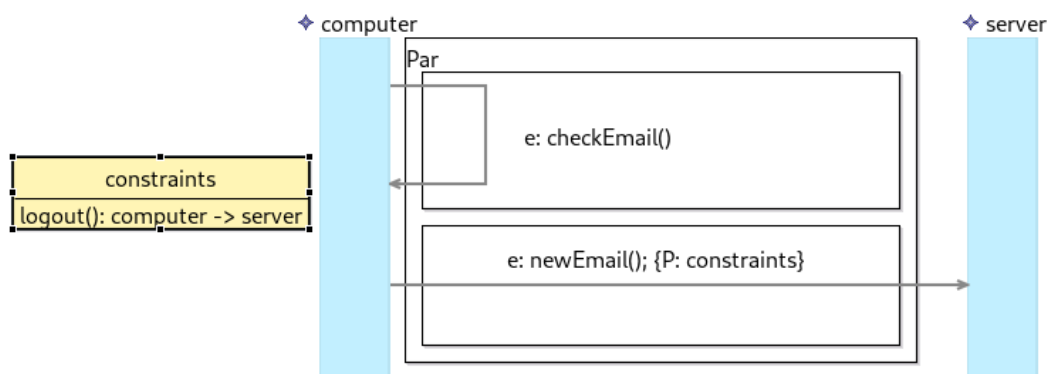 computer
server
Par
e: checkEmail()
constraints
logout(): computer -> server
e: newEmail(); {P: constraints}